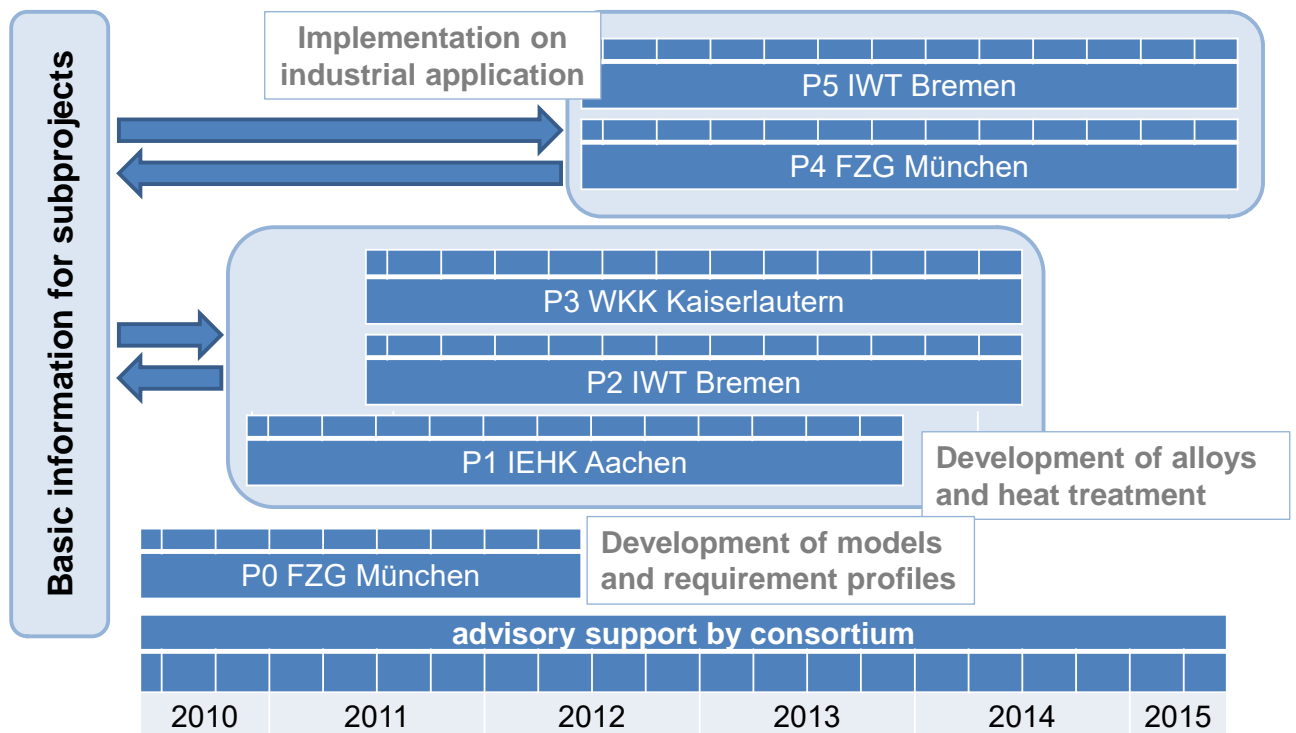 Basic information for subprojects
Implementation on
industrial application
P5 IWT Bremen
P4 FZG München
P3 WKK Kaiserlautern
P2 IWT Bremen
P1 IEHK Aachen
Development of alloys
and heat treatment
P0 FZG München
Development of models
and requirement profiles
advisory support by consortium
2010 2011 2012 2013 2014 2015